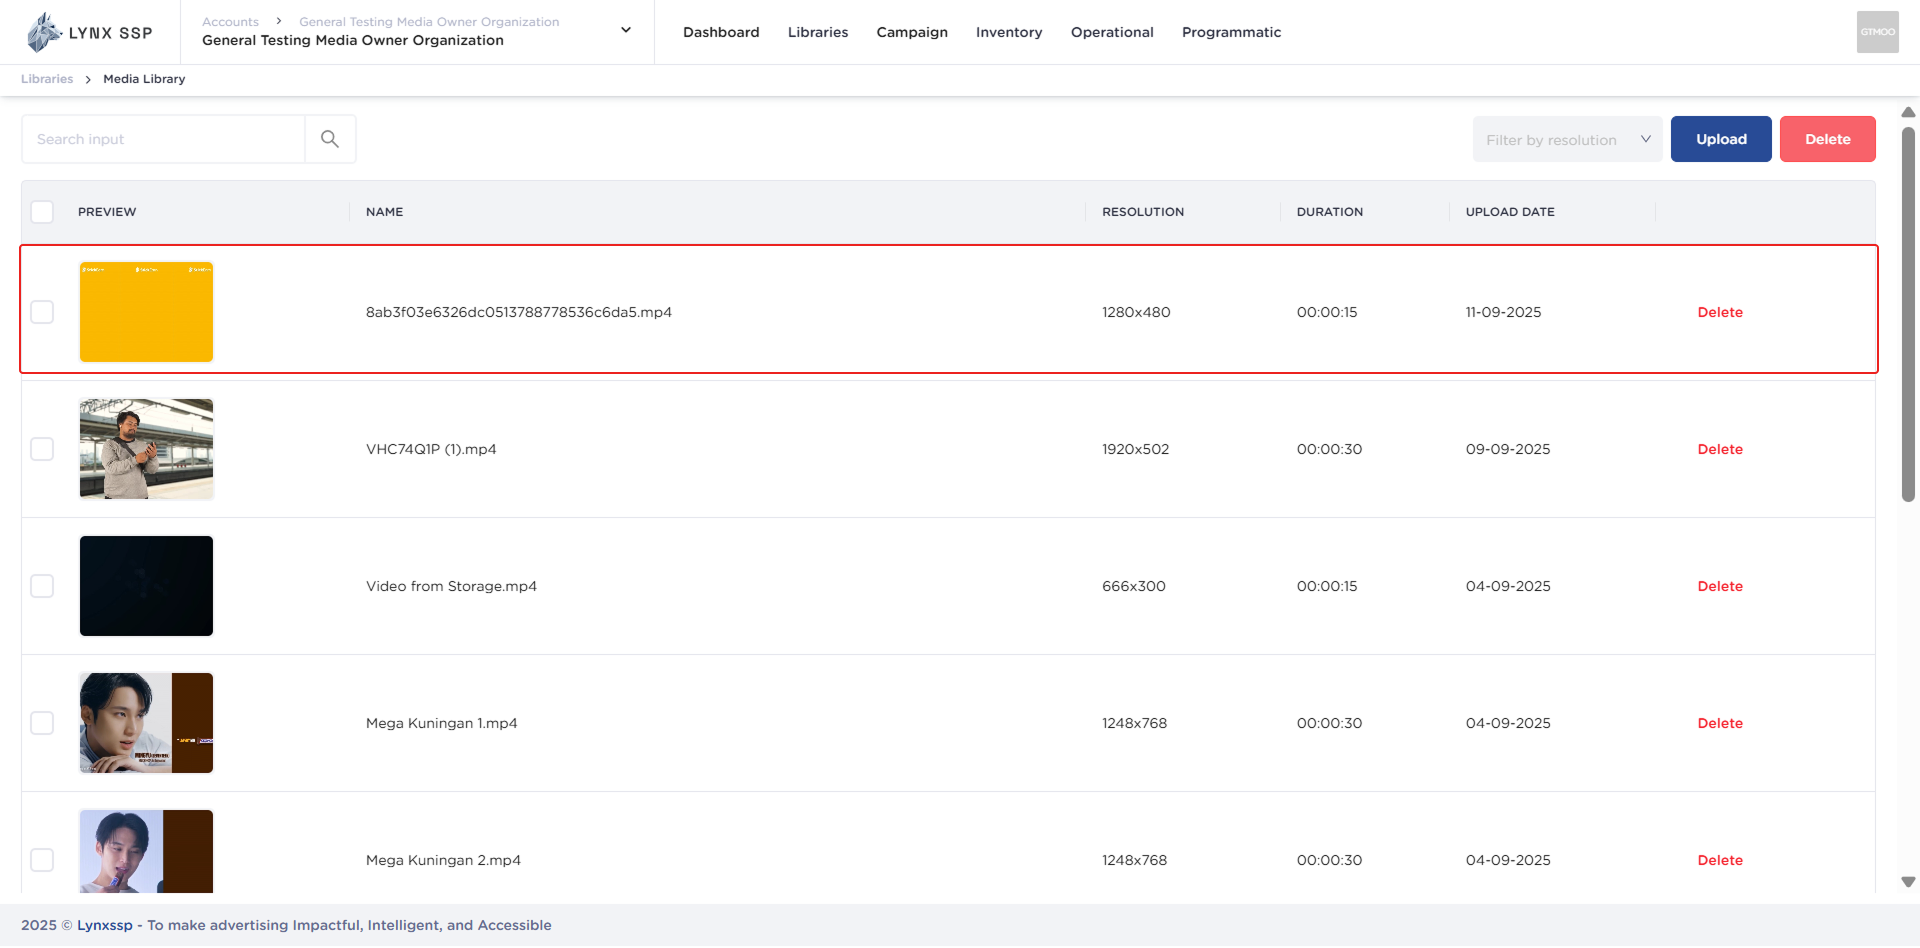 LYNX SSP
Accounts > General Testing Media Owner Organization
General Testing Media Owner Organization
Dashboard Libraries Campaign Inventory Operational Programmatic
GTMOO
Libraries > Media Library
Search input
Filter by resolution Upload Delete
PREVIEW NAME RESOLUTION DURATION UPLOAD DATE
8ab3f03e6326dc0513788778536c6da5.mp4 1280x480 00:00:15 11-09-2025 Delete
VHC74Q1P (1).mp4 1920x502 00:00:30 09-09-2025 Delete
Video from Storage.mp4 666x300 00:00:15 04-09-2025 Delete
Mega Kuningan 1.mp4 1248x768 00:00:30 04-09-2025 Delete
Mega Kuningan 2.mp4 1248x768 00:00:30 04-09-2025 Delete
2025 © Lynxssp - To make advertising Impactful, Intelligent, and Accessible